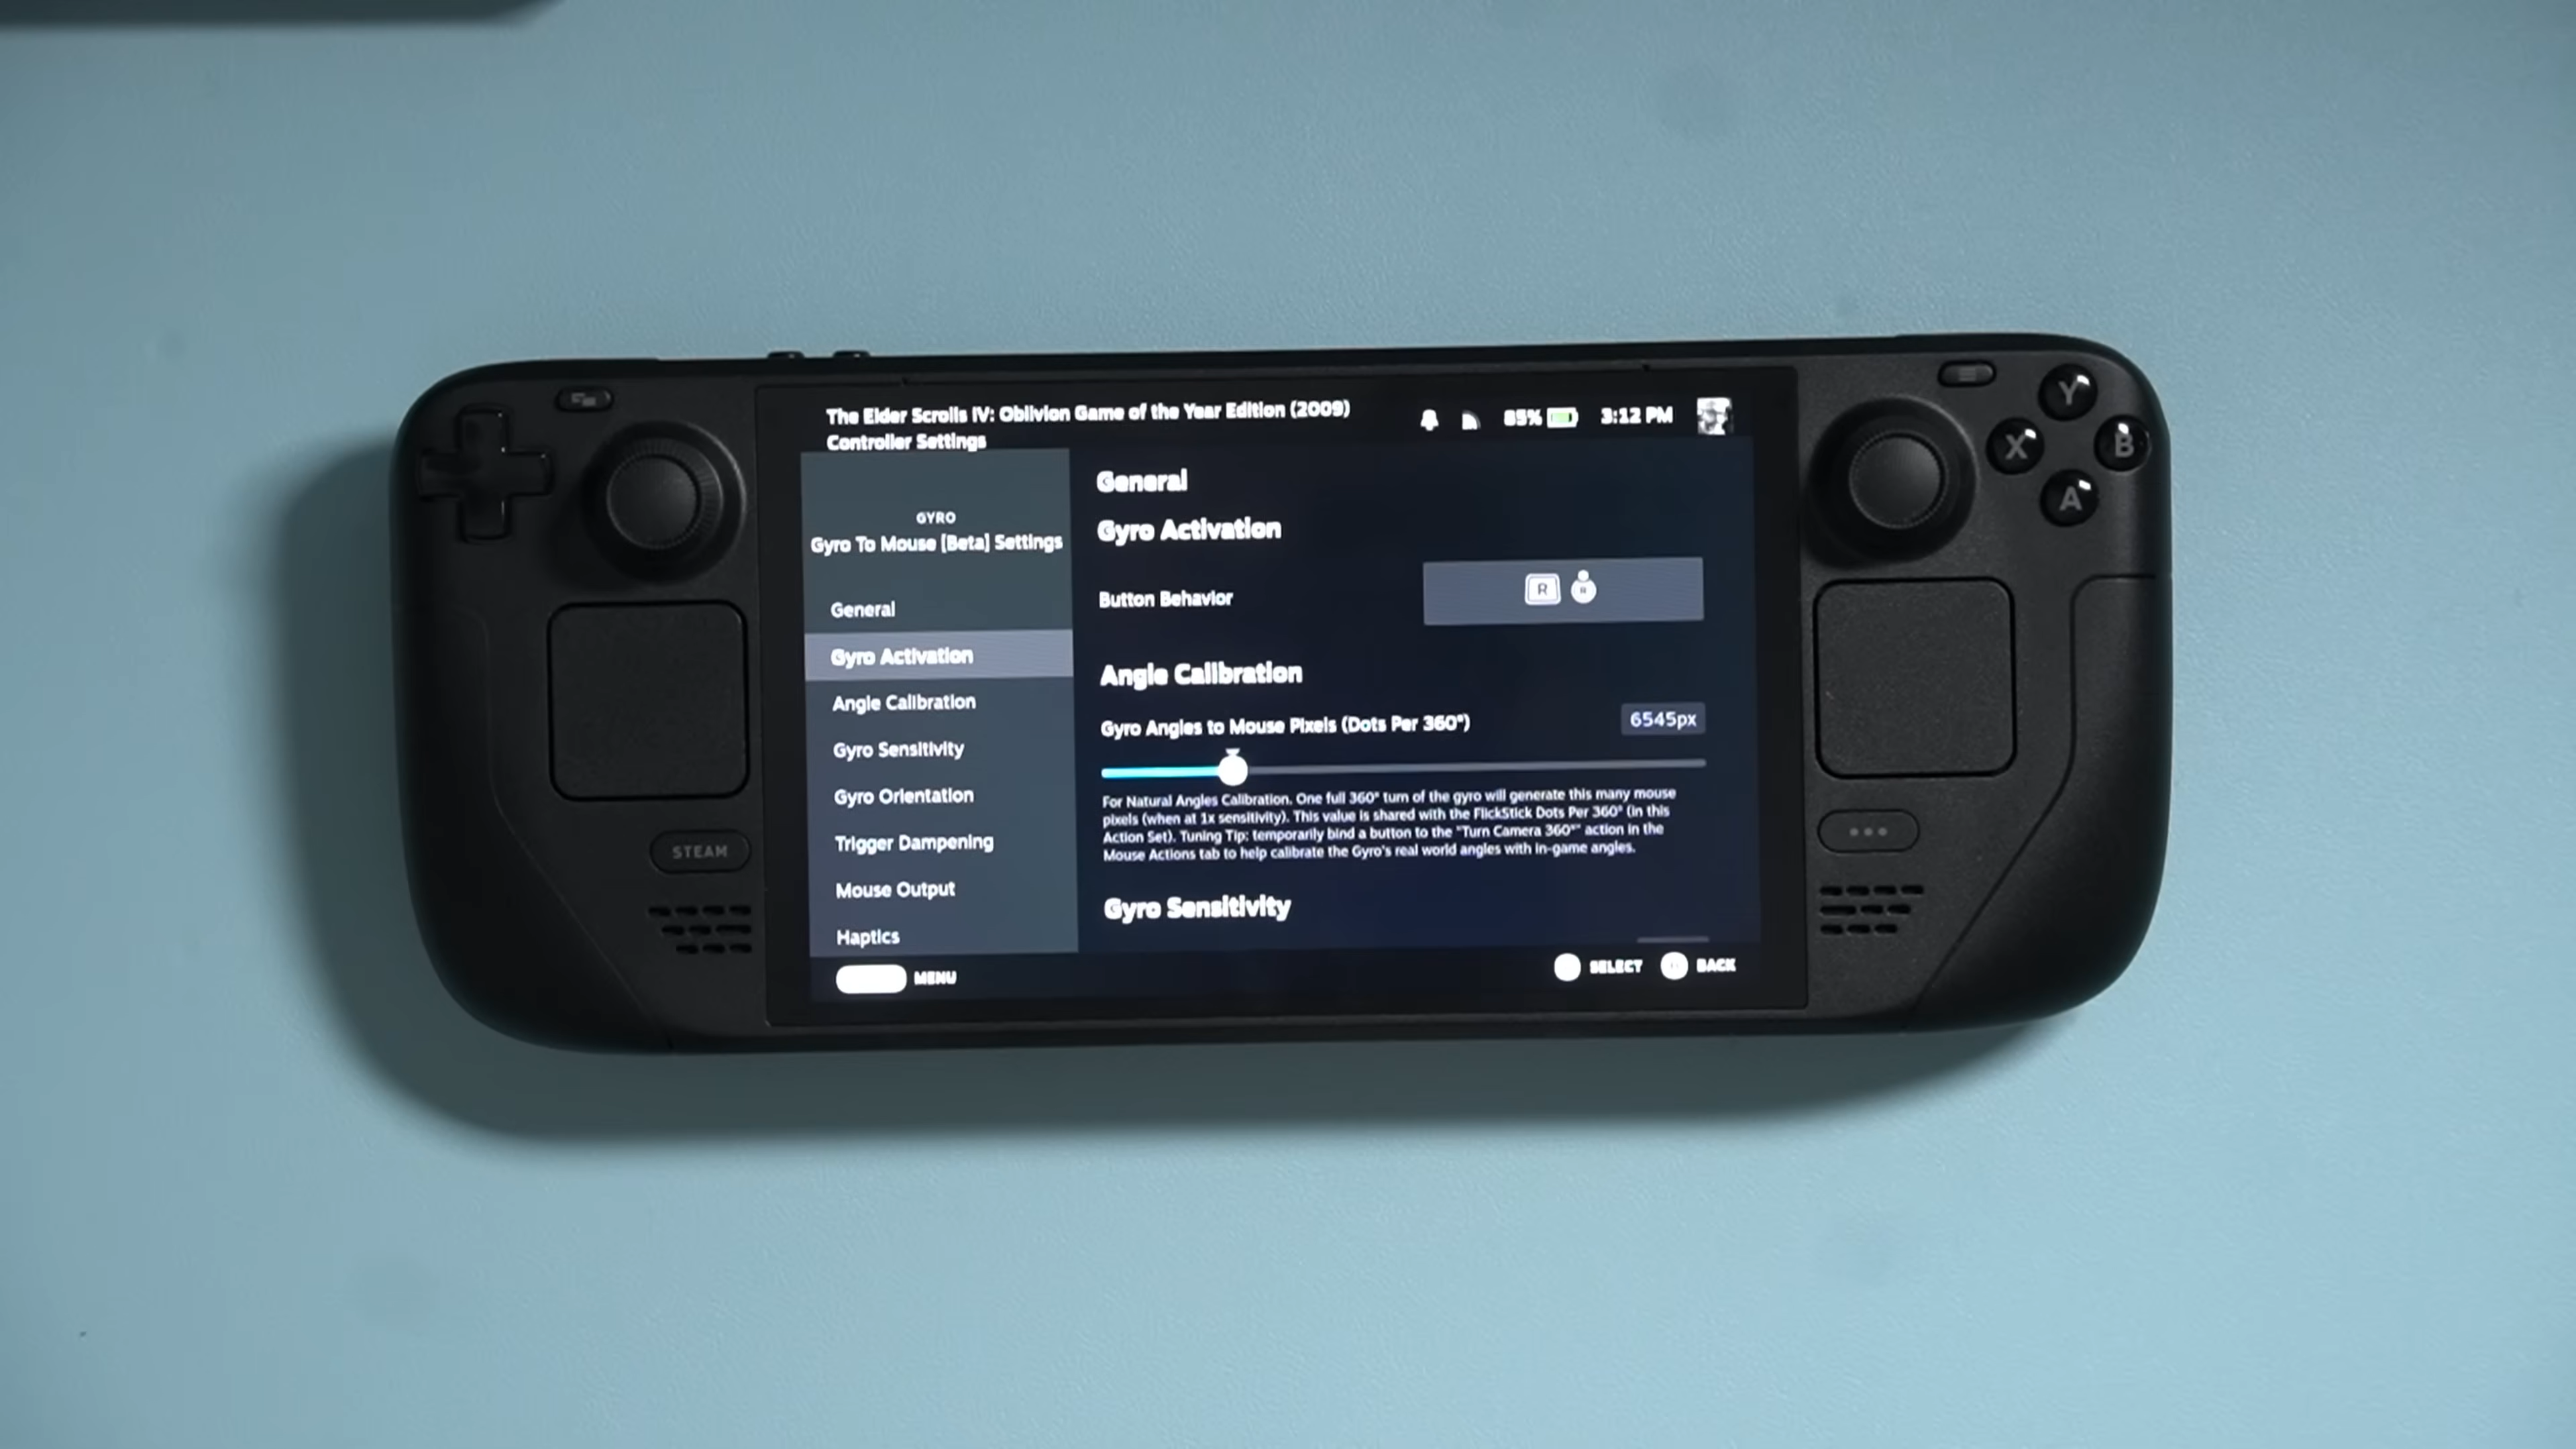 The Elder Scrolls IV: Oblivion Game of the Year Edition (2009)
Controller Settings
85%
3:12 PM
GYRO
Gyro To Mouse [Beta] Settings
General
Gyro Activation
Angle Calibration
Gyro Sensitivity
Gyro Orientation
Trigger Dampening
Mouse Output
Haptics
General
Gyro Activation
Button Behavior
R
Angle Calibration
Gyro Angles to Mouse Pixels (Dots Per 360°)
6545px
For Natural Angles Calibration. One full 360° turn of the gyro will generate this many mouse
pixels (when at 1x sensitivity). This value is shared with the FlickStick Dots Per 360° (in this
Action Set). Tuning Tip: temporarily bind a button to the "Turn Camera 360°" action in the
Mouse Actions tab to help calibrate the Gyro's real world angles with in-game angles.
Gyro Sensitivity
MENU
SELECT
BACK
STEAM
Y
X
B
A